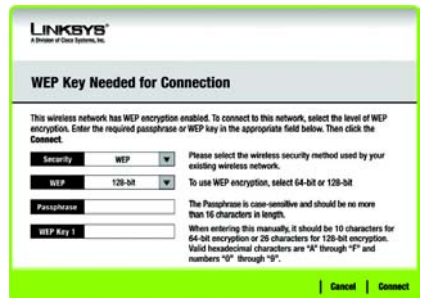 LINKSYS®
A Division of Cisco Systems, Inc.
WEP Key Needed for Connection
This wireless network has WEP encryption enabled. To connect to this network, select the level of WEP
encryption. Enter the required passphrase or WEP key in the appropriate field below. Then click the
Connect.
Security WEP Please select the wireless security method used by your
existing wireless network.
WEP 128-bit To use WEP encryption, select 64-bit or 128-bit
Passphrase The Passphrase is case-sensitive and should be no more
than 16 characters in length.
WEP Key 1 When entering this manually, it should be 10 characters for
64-bit encryption or 26 characters for 128-bit encryption.
Valid hexadecimal characters are "A" through "F" and
numbers "0" through "9".
Cancel Connect